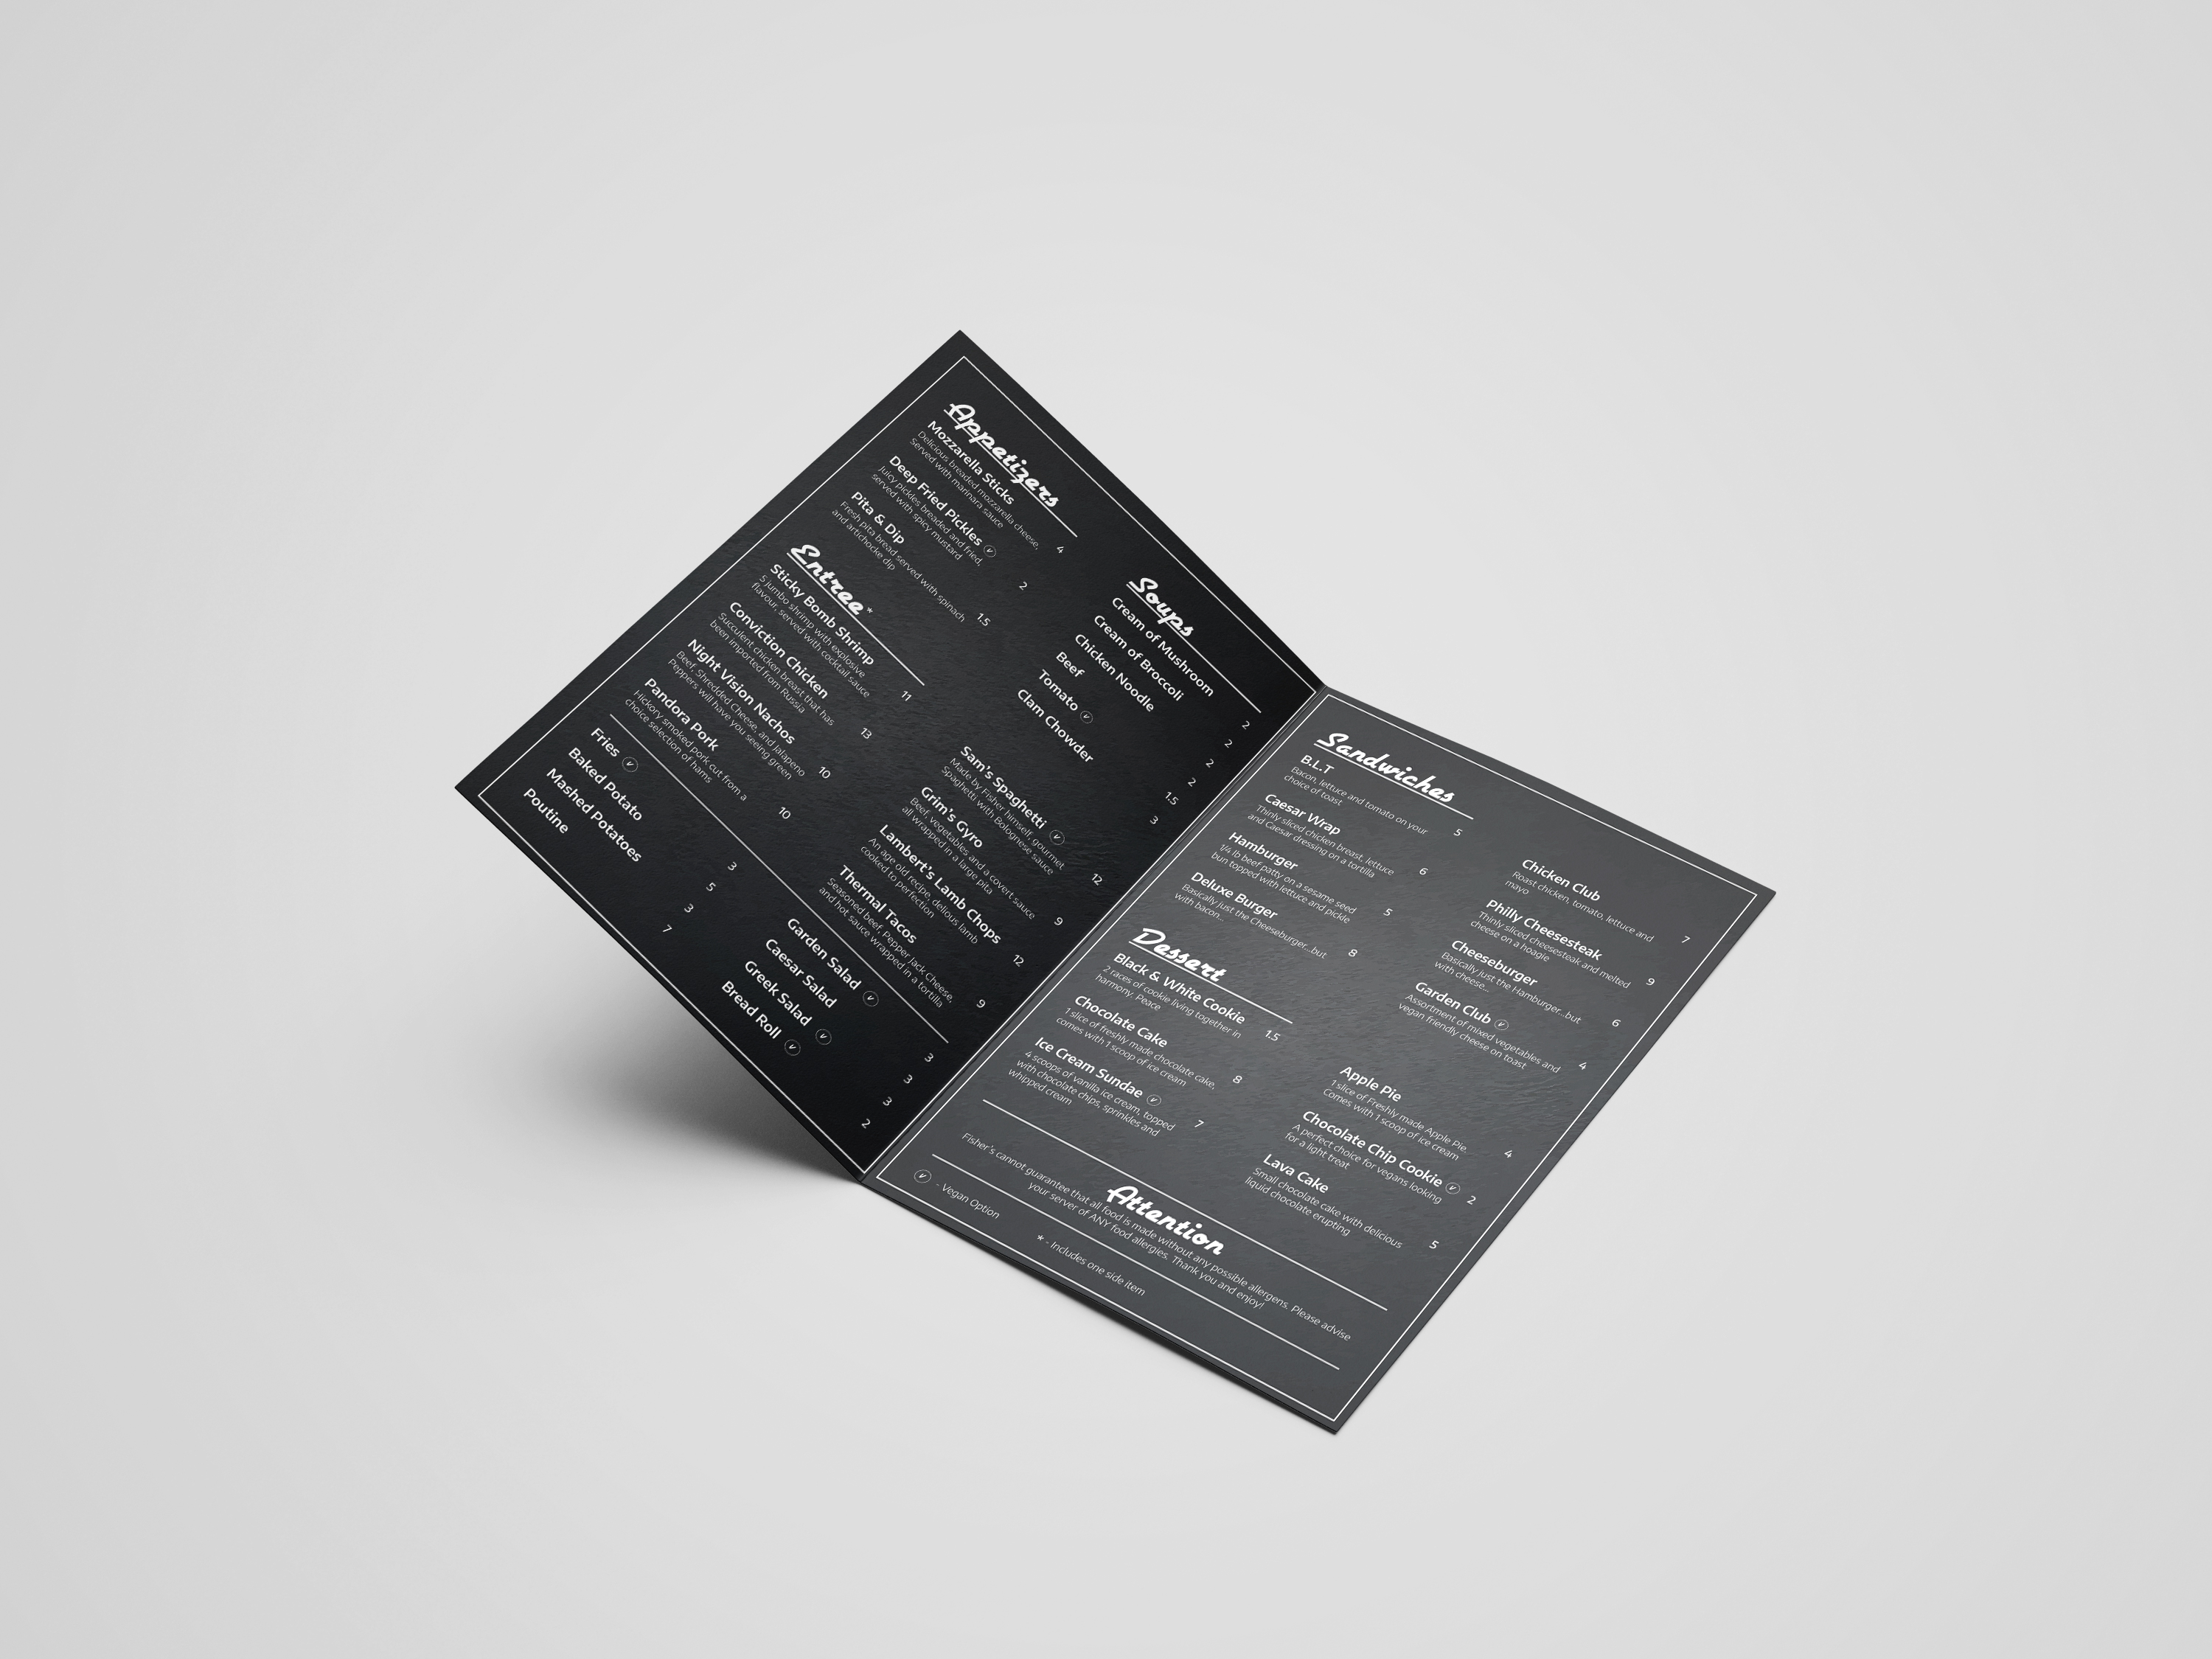 Appetizers
Mozzarella Sticks
Delicious breaded mozzarella cheese,
served with marinara sauce
4
Deep Fried Pickles v
Juicy pickles breaded and fried,
served with spicy mustard
2
Pita & Dip
Fresh pita bread served with spinach
and artichocke dip
1.5
Soups
Cream of Mushroom 2
Cream of Broccoli 2
Chicken Noodle 2
Beef 2
Tomato v 1.5
Clam Chowder 3
Entree*
Sticky Bomb Shrimp
5 jumbo shrimp with explosive
flavour, served with cocktail sauce
11
Conviction Chicken
Succulent chicken breast that has
been imported from Russia
13
Night Vision Nachos
Beef, Shredded Cheese, and Jalapeno
Peppers will have you seeing green
10
Pandora Pork
Hickory smoked pork cut from a
choice selection of hams
10
Sam's Spaghetti v
Made by Fisher himself, gourmet
Spaghetti with Bolognese sauce
12
Grim's Gyro
Beef, vegetables and a covert sauce
all wrapped in a large pita
9
Lambert's Lamb Chops
An age old recipe, delious lamb
cooked to perfection
12
Thermal Tacos
Seasoned beef, Pepper Jack Cheese,
and hot sauce wrapped in a tortilla
9
Fries v 3
Baked Potato 5
Mashed Potatoes 3
Poutine 7
Garden Salad v 3
Caesar Salad 3
Greek Salad v 3
Bread Roll v 2
Sandwiches
B.L.T
Bacon, lettuce and tomato on your
choice of toast
5
Caesar Wrap
Thinly sliced chicken breast, lettuce
and Caesar dressing on a tortilla
6
Hamburger
1/4 lb beef patty on a sesame seed
bun topped with lettuce and pickle
5
Deluxe Burger
Basically just the Cheeseburger...but
with bacon...
8
Chicken Club
Roast chicken, tomato, lettuce and
mayo
7
Philly Cheesesteak
Thinly sliced cheesesteak and melted
cheese on a hoagie
9
Cheeseburger
Basically just the Hamburger...but
with cheese...
6
Garden Club v
Assortment of mixed vegetables and
vegan friendly cheese on toast
4
Dessert
Black & White Cookie
2 races of cookie living together in
harmony. Peace
1.5
Chocolate Cake
1 slice of freshly made chocolate cake,
comes with 1 scoop of ice cream
8
Ice Cream Sundae v
4 scoops of vanilla ice cream, topped
with chocolate chips, sprinkles and
whipped cream
7
Apple Pie
1 slice of Freshly made Apple Pie,
Comes with 1 scoop of ice cream
4
Chocolate Chip Cookie v
A perfect choice for vegans looking
for a light treat
2
Lava Cake
Small chocolate cake with delicious
liquid chocolate erupting
5
Attention
Fisher's cannot guarantee that all food is made without any possible allergens, Please advise
your server of ANY food allergies. Thank you and enjoy!
v - Vegan Option
* - Includes one side item